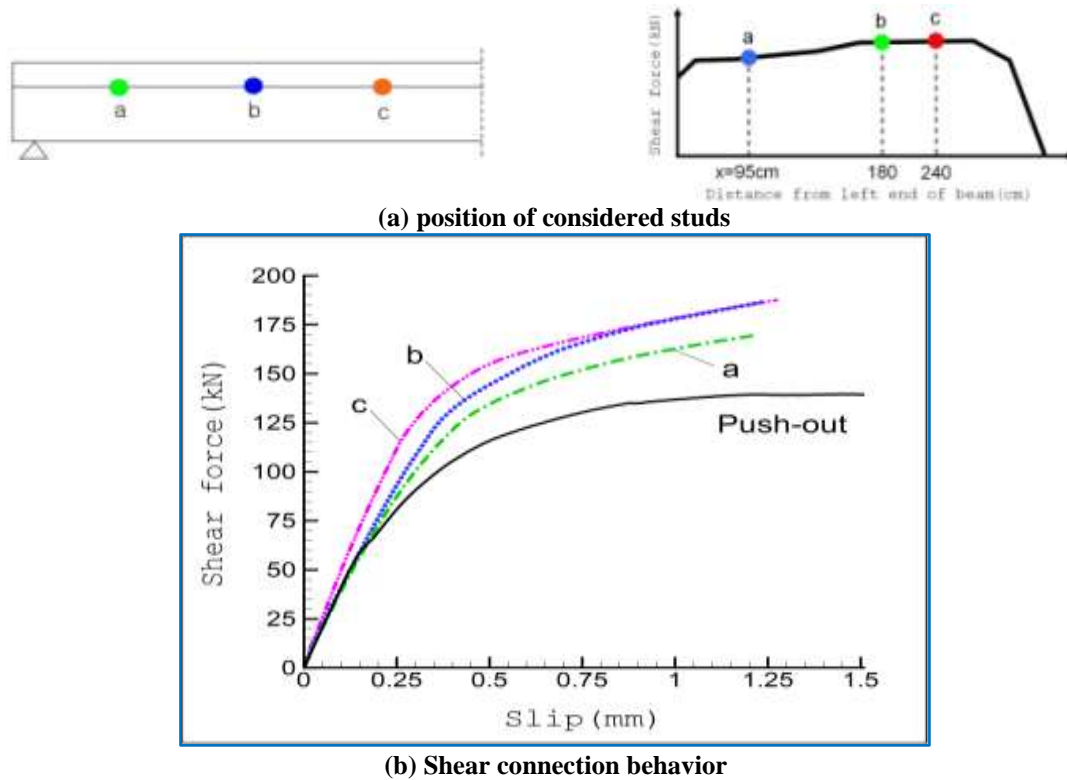 a
b
c
Shear force(kN)
a
b
c
x=95cm
180
240
Distance from left end of beam(cm)
(a) position of considered studs
200
175
150
125
100
75
50
25
0
Shear force(kN)
b
c
a
Push-out
0
0.25
0.5
0.75
1
1.25
1.5
Slip(mm)
(b) Shear connection behavior